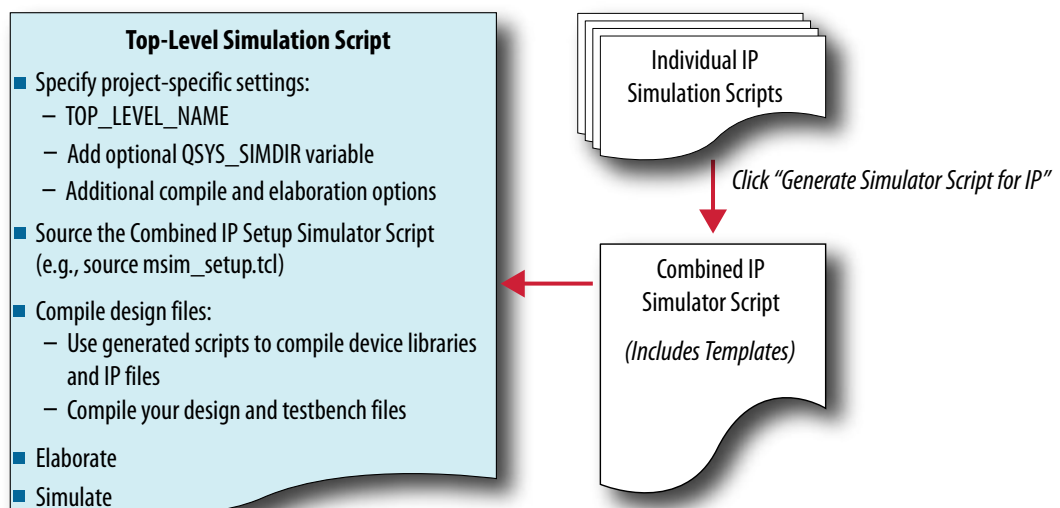 Top-Level Simulation Script
■ Specify project-specific settings:
– TOP_LEVEL_NAME
– Add optional QSYS_SIMDIR variable
– Additional compile and elaboration options
■ Source the Combined IP Setup Simulator Script
(e.g., source msim_setup.tcl)
■ Compile design files:
– Use generated scripts to compile device libraries
and IP files
– Compile your design and testbench files
■ Elaborate
■ Simulate
Individual IP
Simulation Scripts
Click “Generate Simulator Script for IP”
Combined IP
Simulator Script
(Includes Templates)